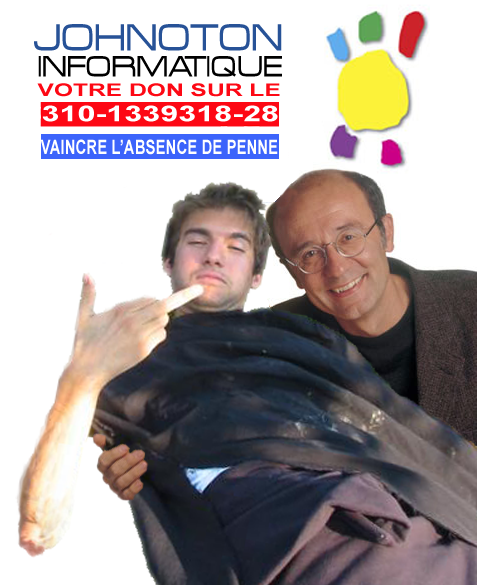 JOHNOTON
INFORMATIQUE
VOTRE DON SUR LE
310-1339318-28
VAINCRE L'ABSENCE DE PENNE